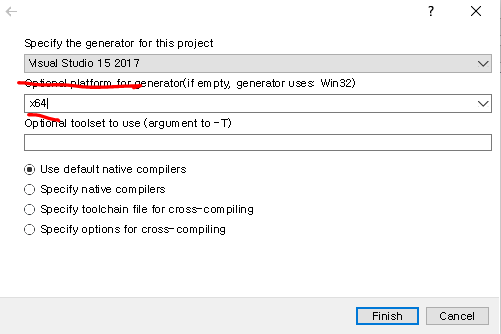 ?
Specify the generator for this project
Visual Studio 15 2017
Optional platform for generator(if empty, generator uses: Win32)
x64
Optional toolset to use (argument to -T)
Use default native compilers
Specify native compilers
Specify toolchain file for cross-compiling
Specify options for cross-compiling
Finish Cancel